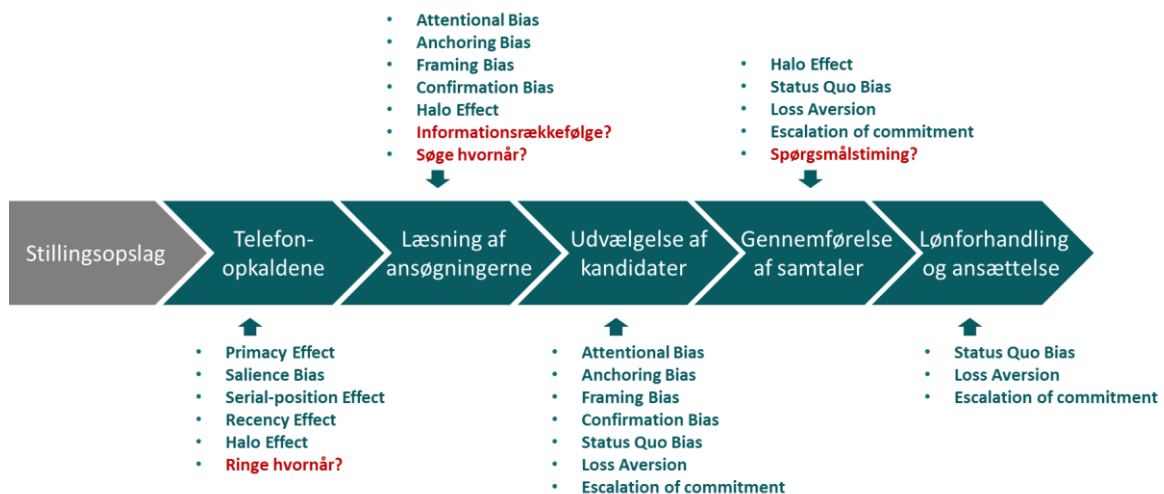 Attentional Bias
Anchoring Bias
Framing Bias
Confirmation Bias
Halo Effect
Informationsrækkefølge?
Søge hvornår?
Halo Effect
Status Quo Bias
Loss Aversion
Escalation of commitment
Spørgsmålstiming?
Stillingsopslag
Telefon-
opkaldene
Læsning af
ansøgningerne
Udvælgelse af
kandidater
Gennemførelse
af samtaler
Lønforhandling
og ansættelse
Primacy Effect
Salience Bias
Serial-position Effect
Recency Effect
Halo Effect
Ringe hvornår?
Attentional Bias
Anchoring Bias
Framing Bias
Confirmation Bias
Status Quo Bias
Loss Aversion
Escalation of commitment
Status Quo Bias
Loss Aversion
Escalation of commitment